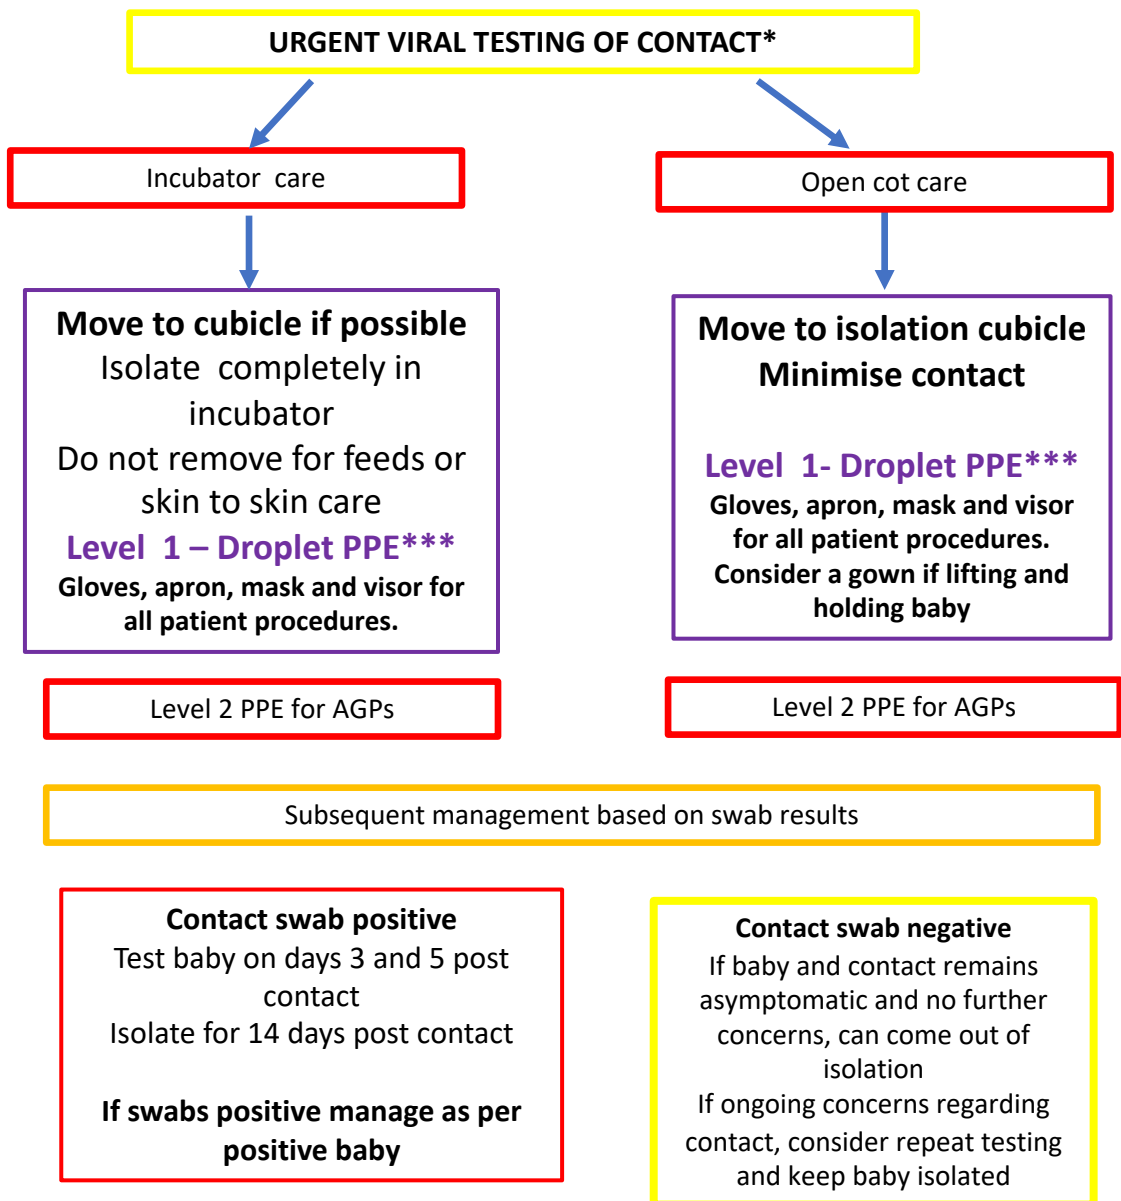 URGENT VIRAL TESTING OF CONTACT*
Incubator care
Open cot care
Move to cubicle if possible
Isolate completely in
incubator
Do not remove for feeds or
skin to skin care
Level 1 – Droplet PPE***
Gloves, apron, mask and visor for
all patient procedures.
Move to isolation cubicle
Minimise contact
Level 1- Droplet PPE***
Gloves, apron, mask and visor
for all patient procedures.
Consider a gown if lifting and
holding baby
Level 2 PPE for AGPs
Level 2 PPE for AGPs
Subsequent management based on swab results
Contact swab positive
Test baby on days 3 and 5 post
contact
Isolate for 14 days post contact
If swabs positive manage as per
positive baby
Contact swab negative
If baby and contact remains
asymptomatic and no further
concerns, can come out of
isolation
If ongoing concerns regarding
contact, consider repeat testing
and keep baby isolated